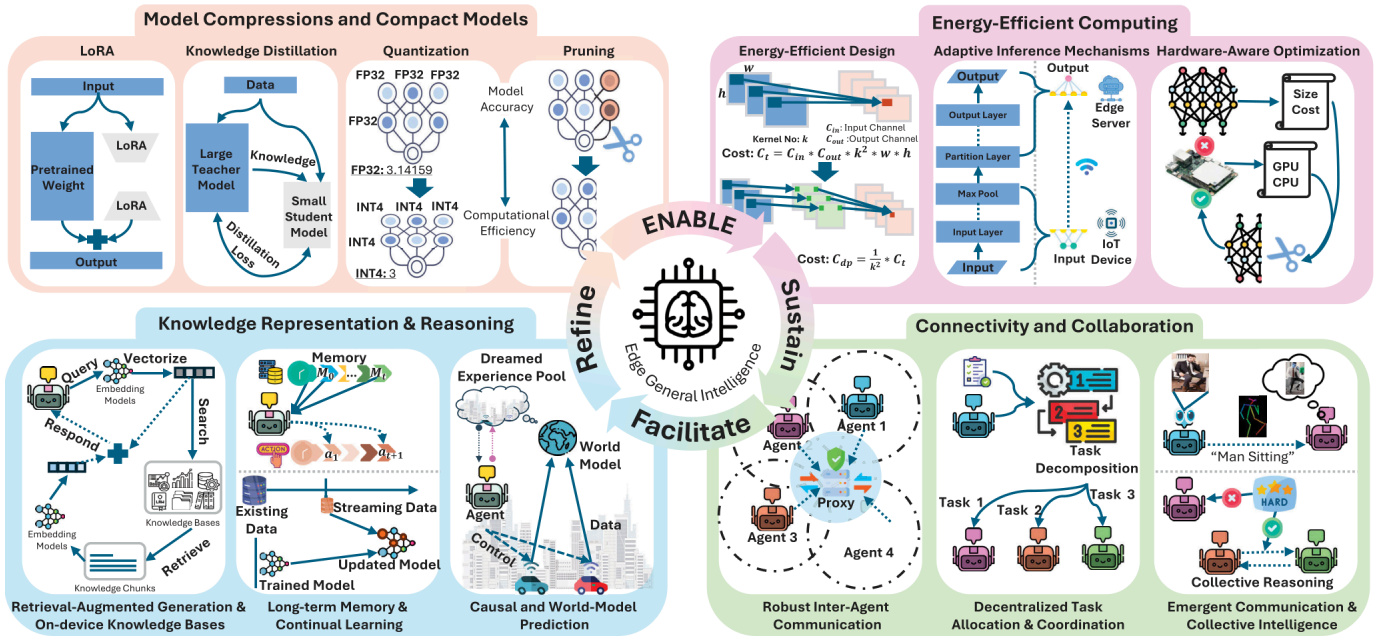 Model Compressions and Compact Models
LoRA
Input
Pretrained
Weight
LoRA
LoRA
Output
Knowledge Distillation
Data
Large
Teacher
Model
Knowledge
Small
Student
Model
Distillation
Loss
Quantization
FP32 FP32 FP32
FP32
FP32: 3.14159
INT4 INT4 INT4
INT4
INT4: 3
Model
Accuracy
Computational
Efficiency
Pruning
Energy-Efficient Computing
Energy-Efficient Design
w
h
C_in: Input Channel
Kernel No: k
C_out :Output Channel
Cost: C_t = C_in * C_out * k² * w * h
Cost: C_dp = 1/k² * C_t
Adaptive Inference Mechanisms
Output
Output Layer
Partition Layer
Max Pool
Input Layer
Input
Output
Edge
Server
IoT
Device
Input
Hardware-Aware Optimization
Size
Cost
GPU
CPU
ENABLE
Sustain
Facilitate
Refine
Edge General Intelligence
Knowledge Representation & Reasoning
Query
Vectorize
Embedding
Models
Search
Respond
Knowledge Bases
Embedding
Models
Retrieve
Knowledge Chunks
Retrieval-Augmented Generation &
On-device Knowledge Bases
Memory
M_0 ... M_t
ACTION
a_1 a_t+1
Existing
Data
Streaming Data
Updated Model
Trained Model
Long-term Memory &
Continual Learning
Dreamed
Experience Pool
World
Model
Agent
Data
Control
Causal and World-Model
Prediction
Connectivity and Collaboration
Agent
Agent 1
Proxy
Agent 3
Agent 4
Robust Inter-Agent
Communication
1
2
3
Task
Decomposition
Task 1
Task 2
Task 3
Decentralized Task
Allocation & Coordination
“Man Sitting”
HARD
Collective Reasoning
Emergent Communication &
Collective Intelligence